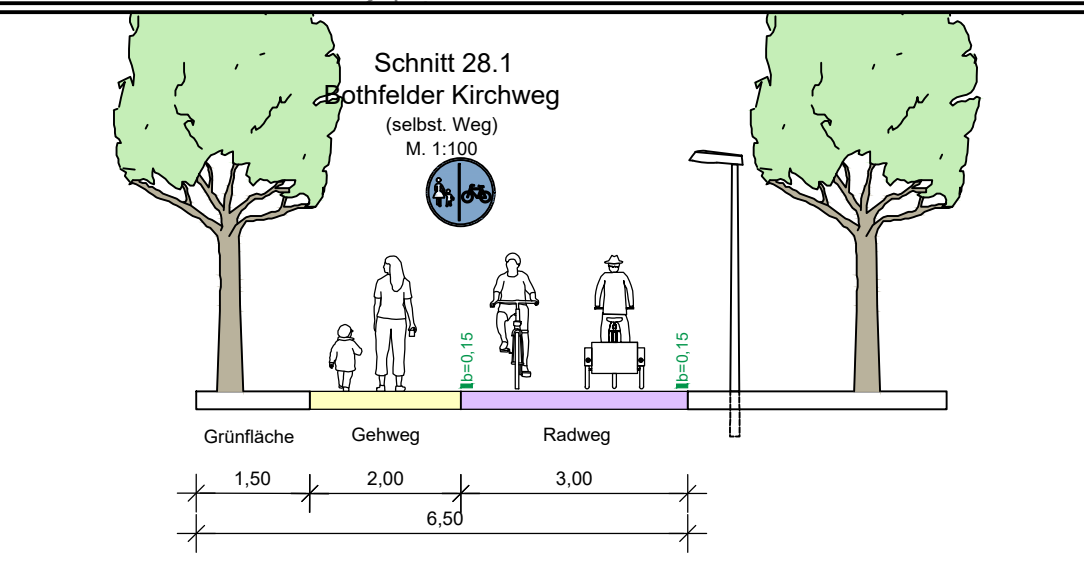 Schnitt 28.1
Bothfelder Kirchweg
(selbst. Weg)
M. 1:100
b=0,15
b=0,15
Grünfläche
Gehweg
Radweg
1,50
2,00
3,00
6,50